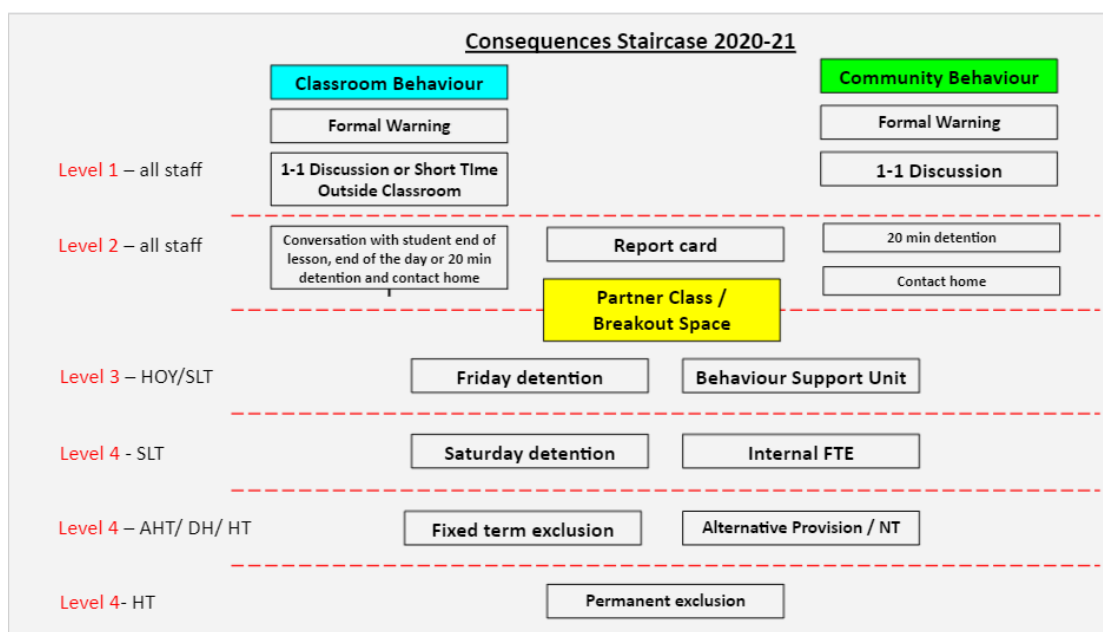 Consequences Staircase 2020-21
Classroom Behaviour
Community Behaviour
Formal Warning
Formal Warning
Level 1 – all staff
1-1 Discussion or Short TIme
Outside Classroom
1-1 Discussion
Level 2 – all staff
Conversation with student end of
lesson, end of the day or 20 min
detention and contact home
Report card
20 min detention
Contact home
Partner Class /
Breakout Space
Level 3 – HOY/SLT
Friday detention
Behaviour Support Unit
Level 4 - SLT
Saturday detention
Internal FTE
Level 4 – AHT/ DH/ HT
Fixed term exclusion
Alternative Provision / NT
Level 4- HT
Permanent exclusion